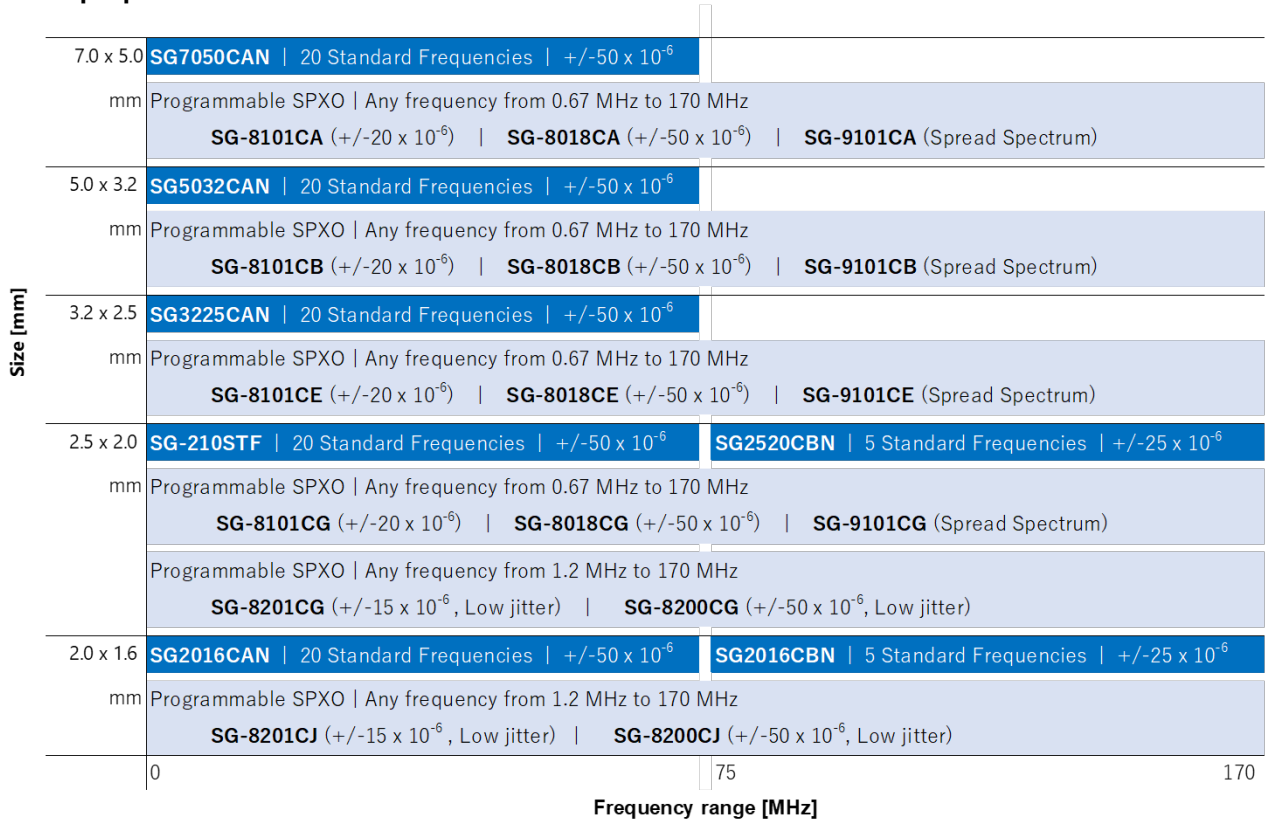 7.0 x 5.0 SG7050CAN | 20 Standard Frequencies | +/-50 x 10-6
mm Programmable SPXO | Any frequency from 0.67 MHz to 170 MHz
SG-8101CA (+/-20 x 10-6) | SG-8018CA (+/-50 x 10-6) | SG-9101CA (Spread Spectrum)
5.0 x 3.2 SG5032CAN | 20 Standard Frequencies | +/-50 x 10-6
mm Programmable SPXO | Any frequency from 0.67 MHz to 170 MHz
SG-8101CB (+/-20 x 10-6) | SG-8018CB (+/-50 x 10-6) | SG-9101CB (Spread Spectrum)
Size [mm]
3.2 x 2.5 SG3225CAN | 20 Standard Frequencies | +/-50 x 10-6
mm Programmable SPXO | Any frequency from 0.67 MHz to 170 MHz
SG-8101CE (+/-20 x 10-6) | SG-8018CE (+/-50 x 10-6) | SG-9101CE (Spread Spectrum)
2.5 x 2.0 SG-210STF | 20 Standard Frequencies | +/-50 x 10-6 SG2520CBN | 5 Standard Frequencies | +/-25 x 10-6
mm Programmable SPXO | Any frequency from 0.67 MHz to 170 MHz
SG-8101CG (+/-20 x 10-6) | SG-8018CG (+/-50 x 10-6) | SG-9101CG (Spread Spectrum)
Programmable SPXO | Any frequency from 1.2 MHz to 170 MHz
SG-8201CG (+/-15 x 10-6 , Low jitter) | SG-8200CG (+/-50 x 10-6, Low jitter)
2.0 x 1.6 SG2016CAN | 20 Standard Frequencies | +/-50 x 10-6 SG2016CBN | 5 Standard Frequencies | +/-25 x 10-6
mm Programmable SPXO | Any frequency from 1.2 MHz to 170 MHz
SG-8201CJ (+/-15 x 10-6 , Low jitter) | SG-8200CJ (+/-50 x 10-6, Low jitter)
0 75 170
Frequency range [MHz]